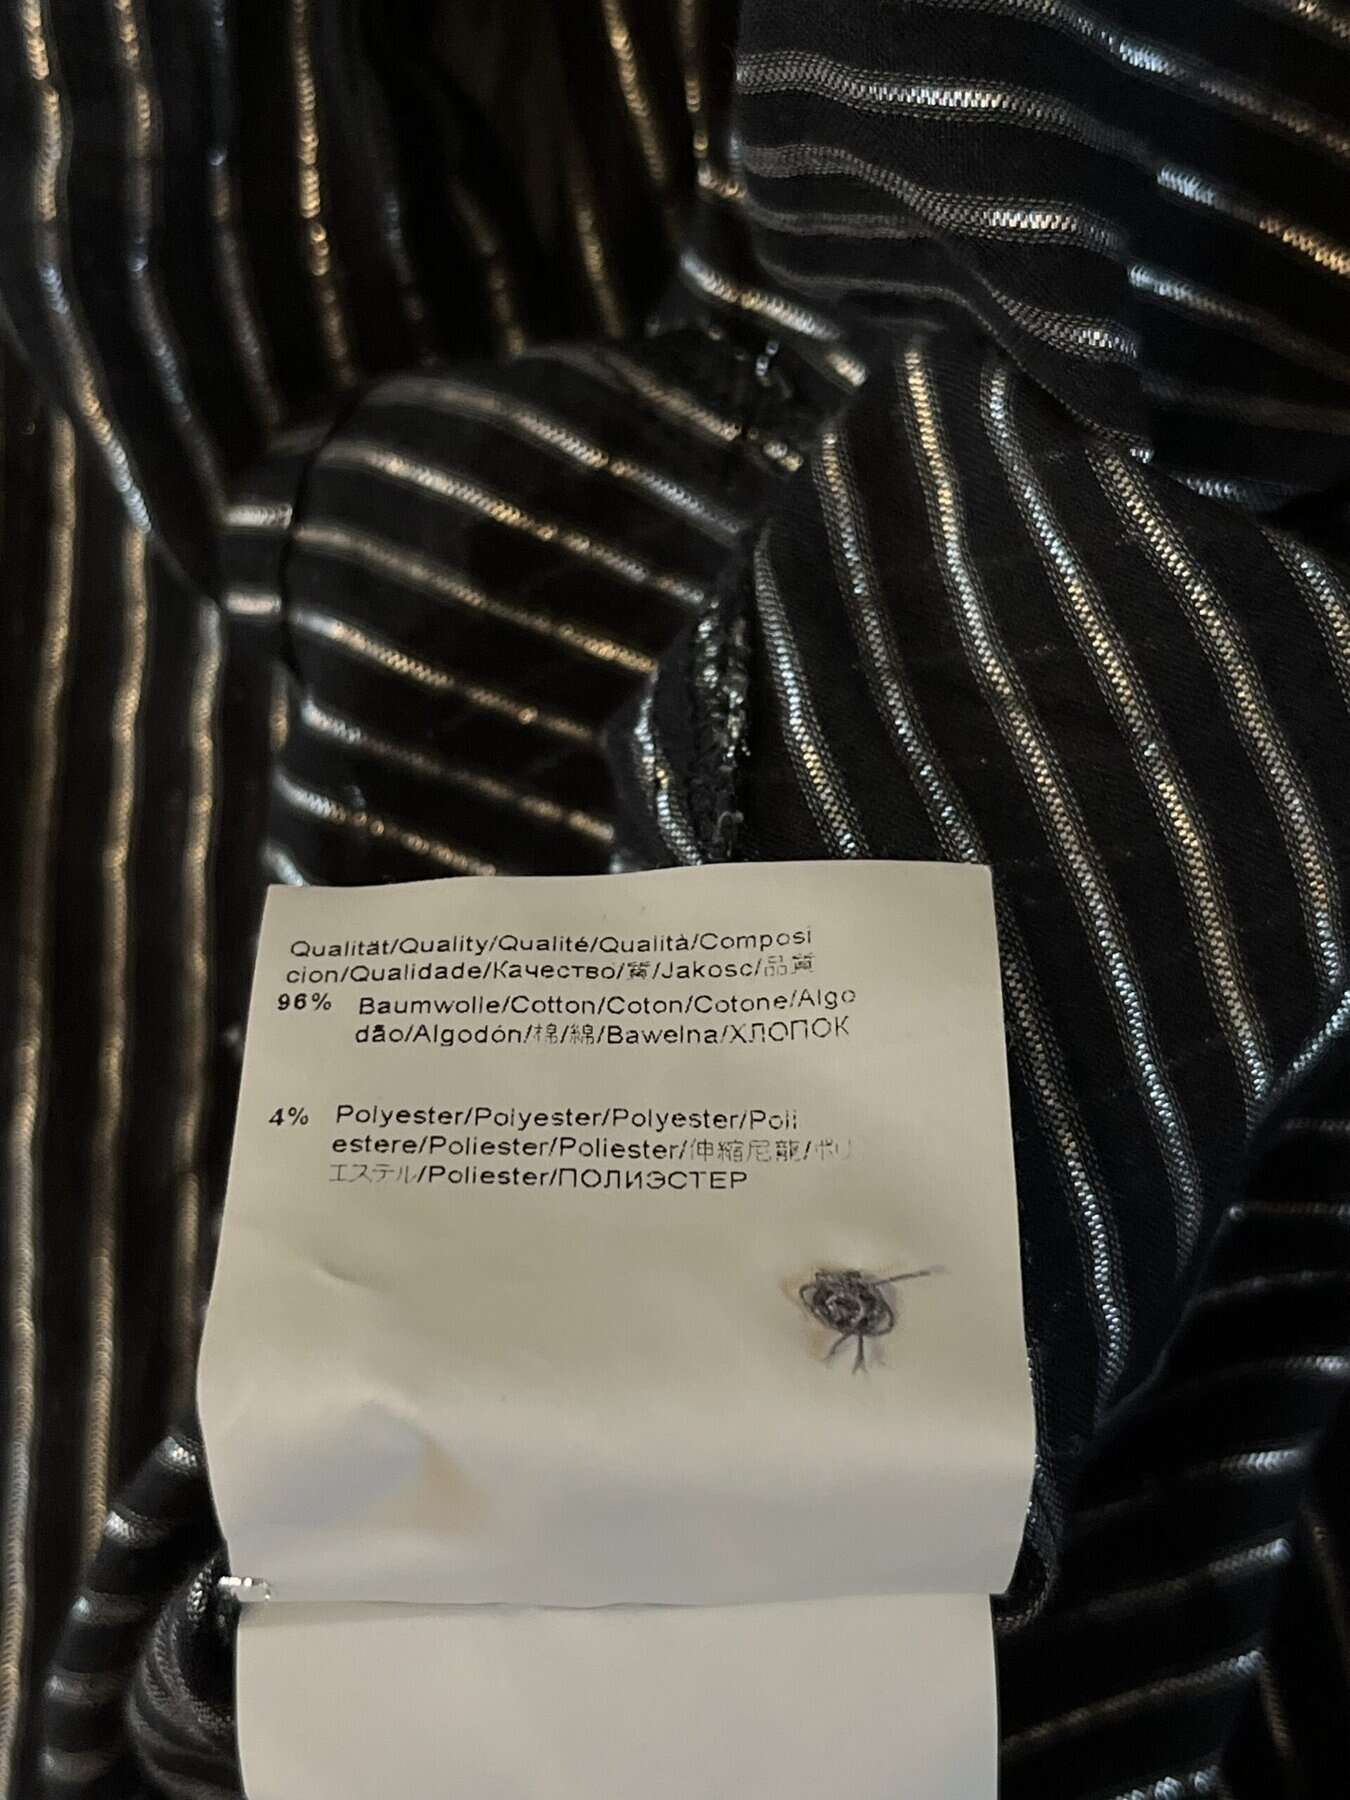 Qualität/Quality/Qualité/Qualità/Composi
cion/Qualidade/Качество/質/Jakosc/品質
96% Baumwolle/Cotton/Coton/Cotone/Algo
dão/Algodón/棉/綿/Bawelna/ХЛОПОК
4% Polyester/Polyester/Polyester/Poli
estere/Poliester/Poliester/伸縮尼龍/ポリ
エステル/Poliester/ПОЛИЭСТЕР